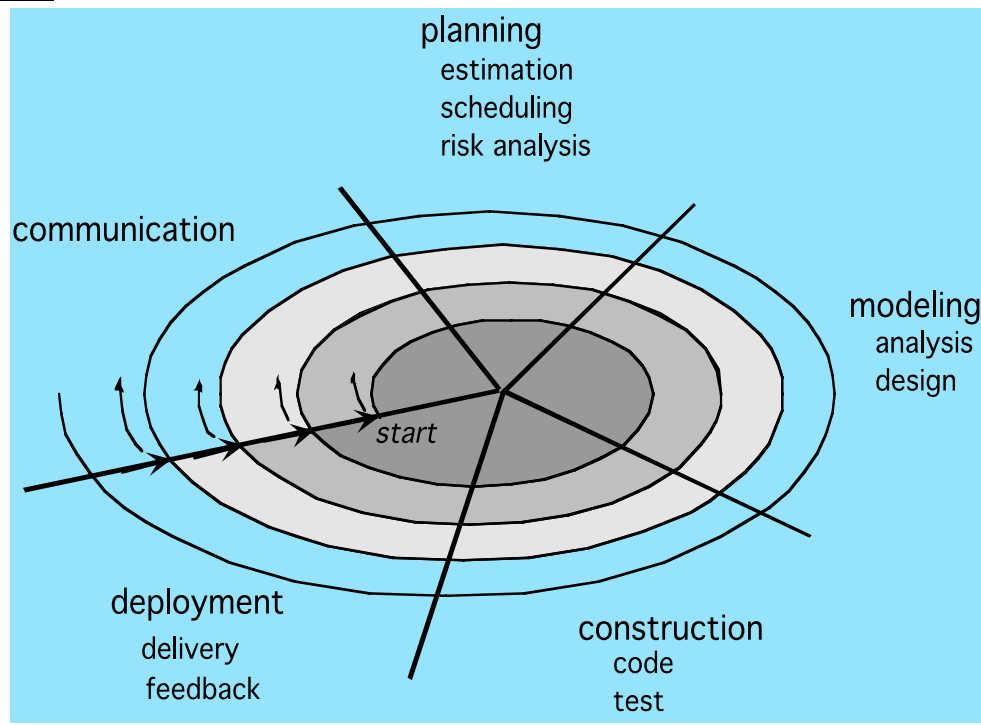 planning
estimation
scheduling
risk analysis
communication
modeling
analysis
design
start
deployment
delivery
feedback
construction
code
test